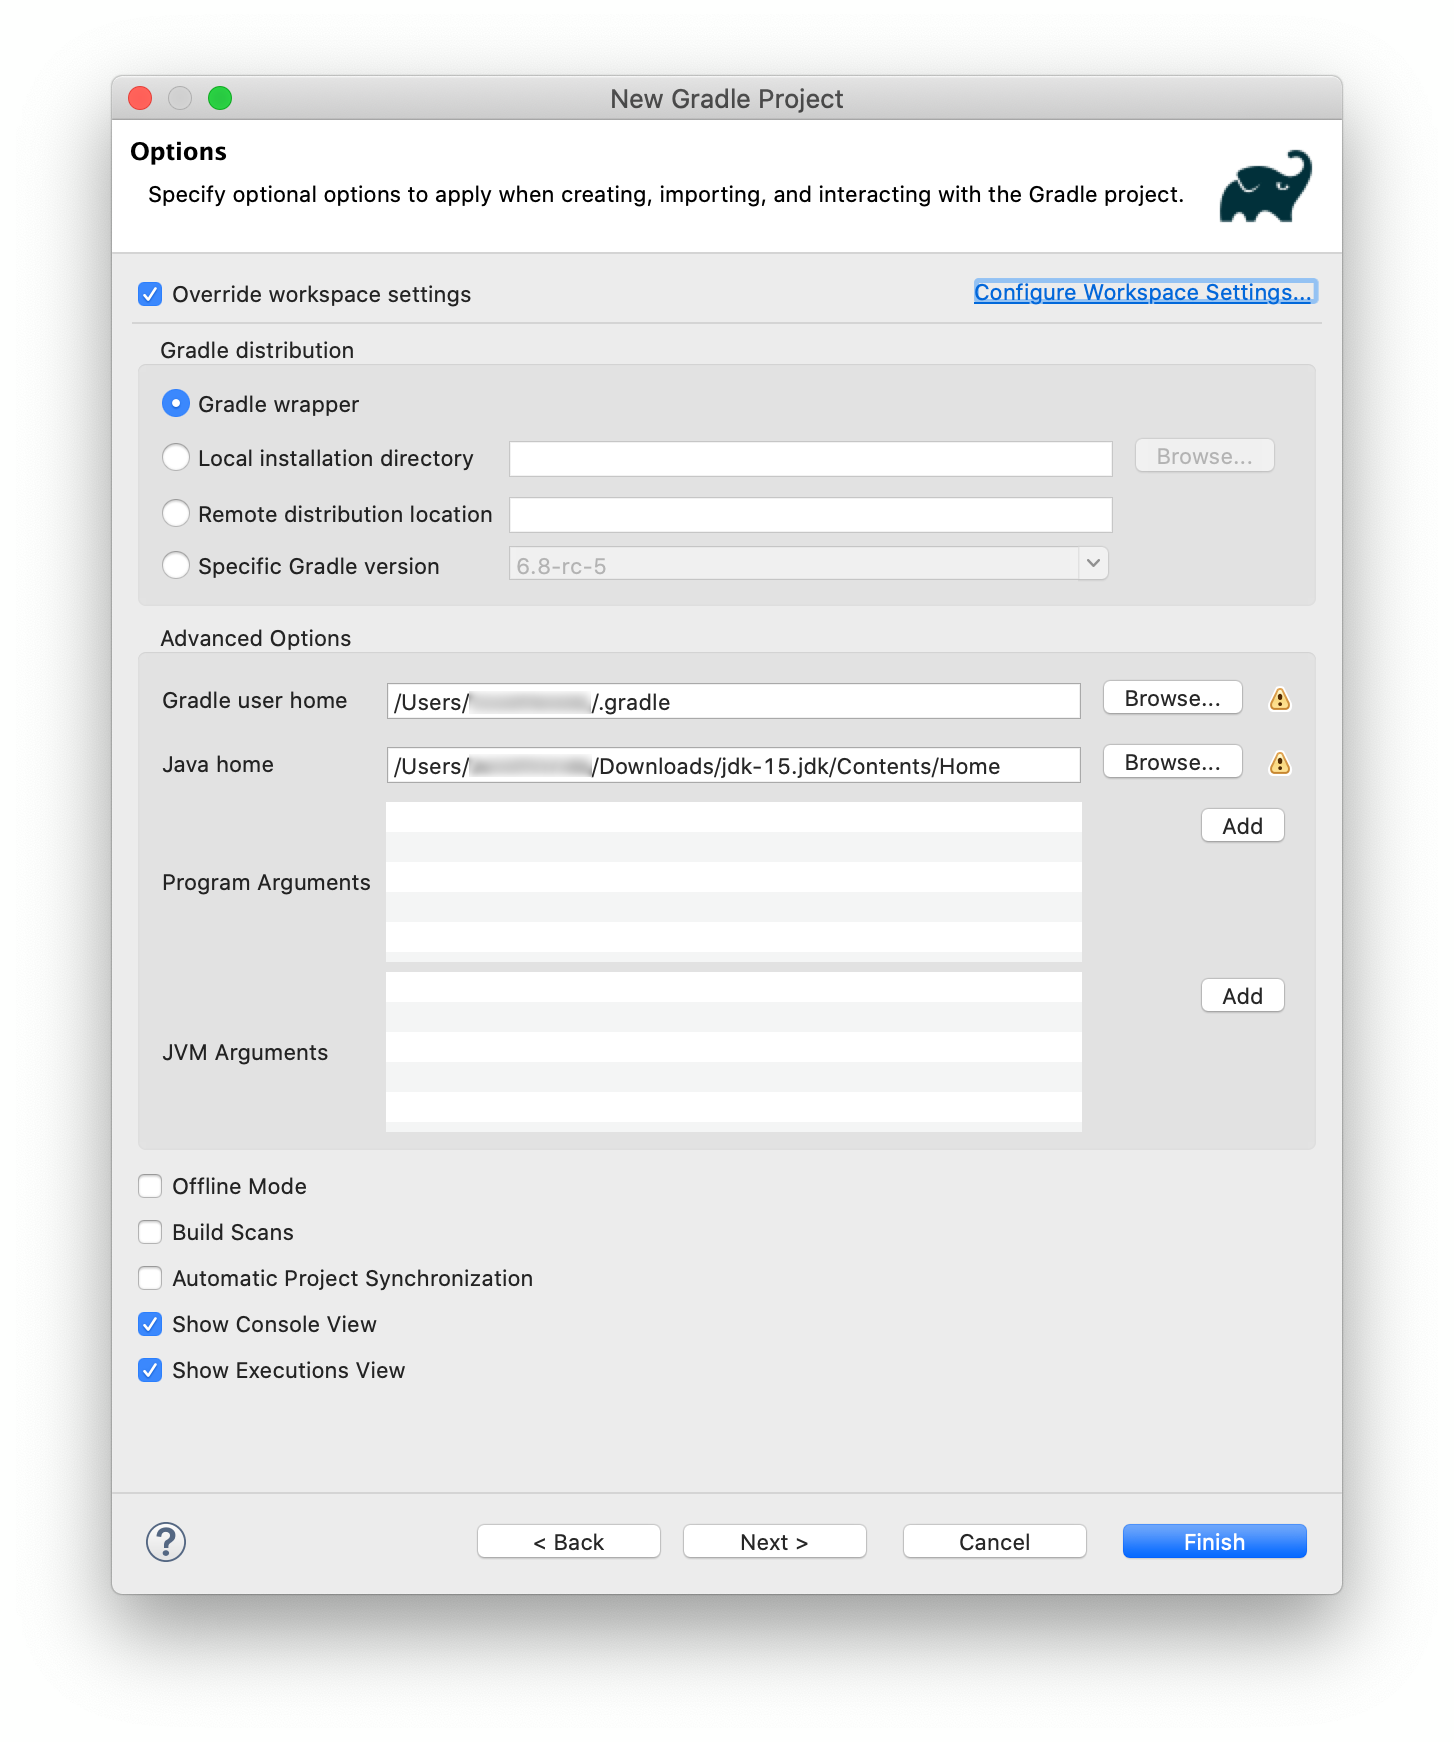 New Gradle Project
Options
Specify optional options to apply when creating, importing, and interacting with the Gradle project.
Override workspace settings
Configure Workspace Settings...
Gradle distribution
Gradle wrapper
Local installation directory
Browse...
Remote distribution location
Specific Gradle version
6.8-rc-5
Advanced Options
Gradle user home
/Users/ /.gradle
Browse...
Java home
/Users/ /Downloads/jdk-15.jdk/Contents/Home
Browse...
Add
Program Arguments
Add
JVM Arguments
Offline Mode
Build Scans
Automatic Project Synchronization
Show Console View
Show Executions View
?
< Back
Next >
Cancel
Finish